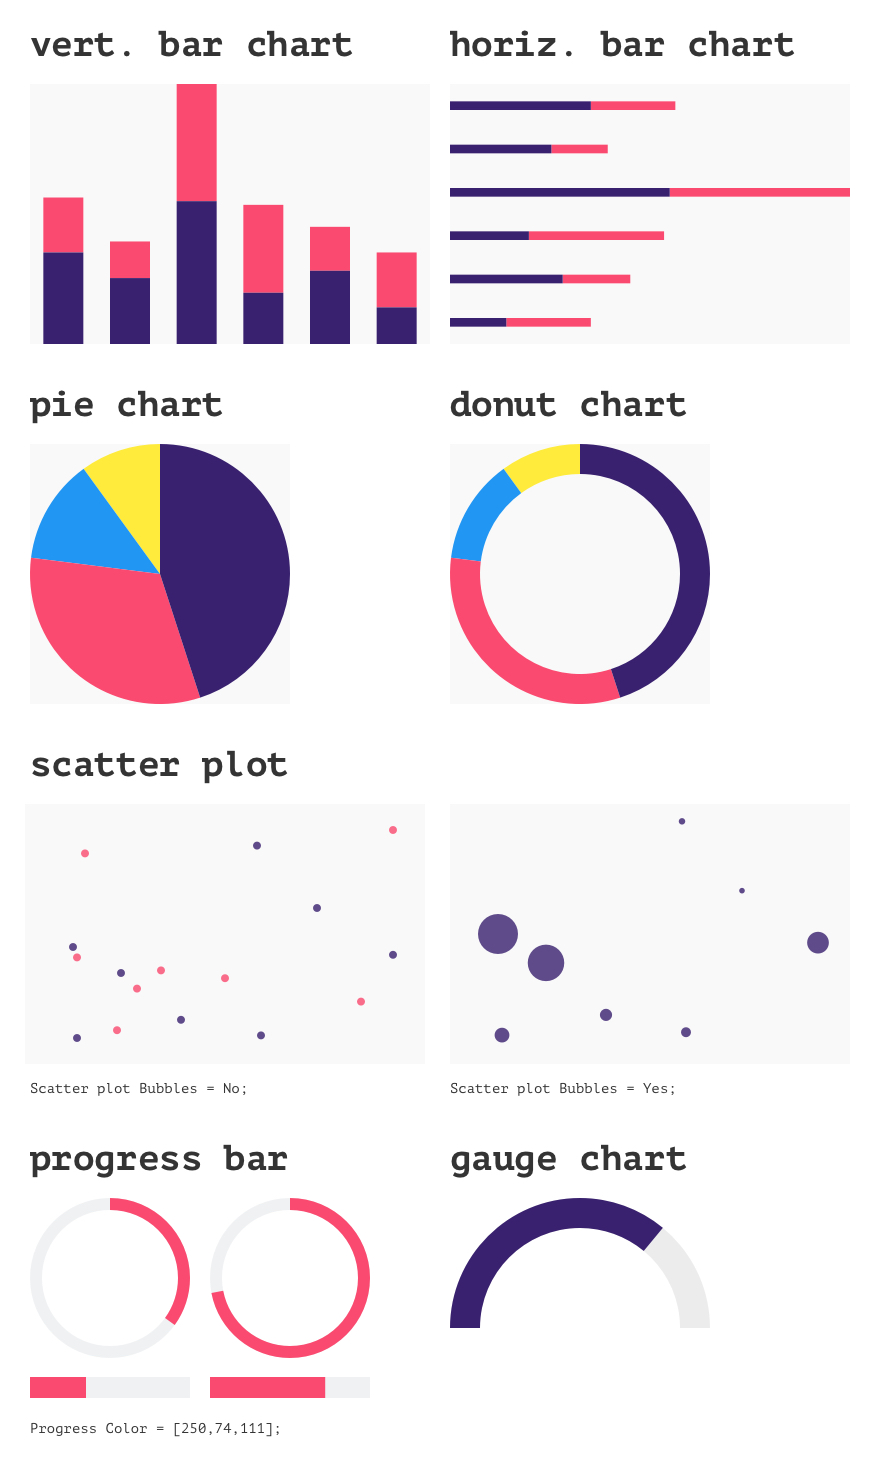 vert. bar chart
horiz. bar chart
pie chart
donut chart
scatter plot
Scatter plot Bubbles = No;
Scatter plot Bubbles = Yes;
progress bar
gauge chart
Progress Color = [250,74,111];